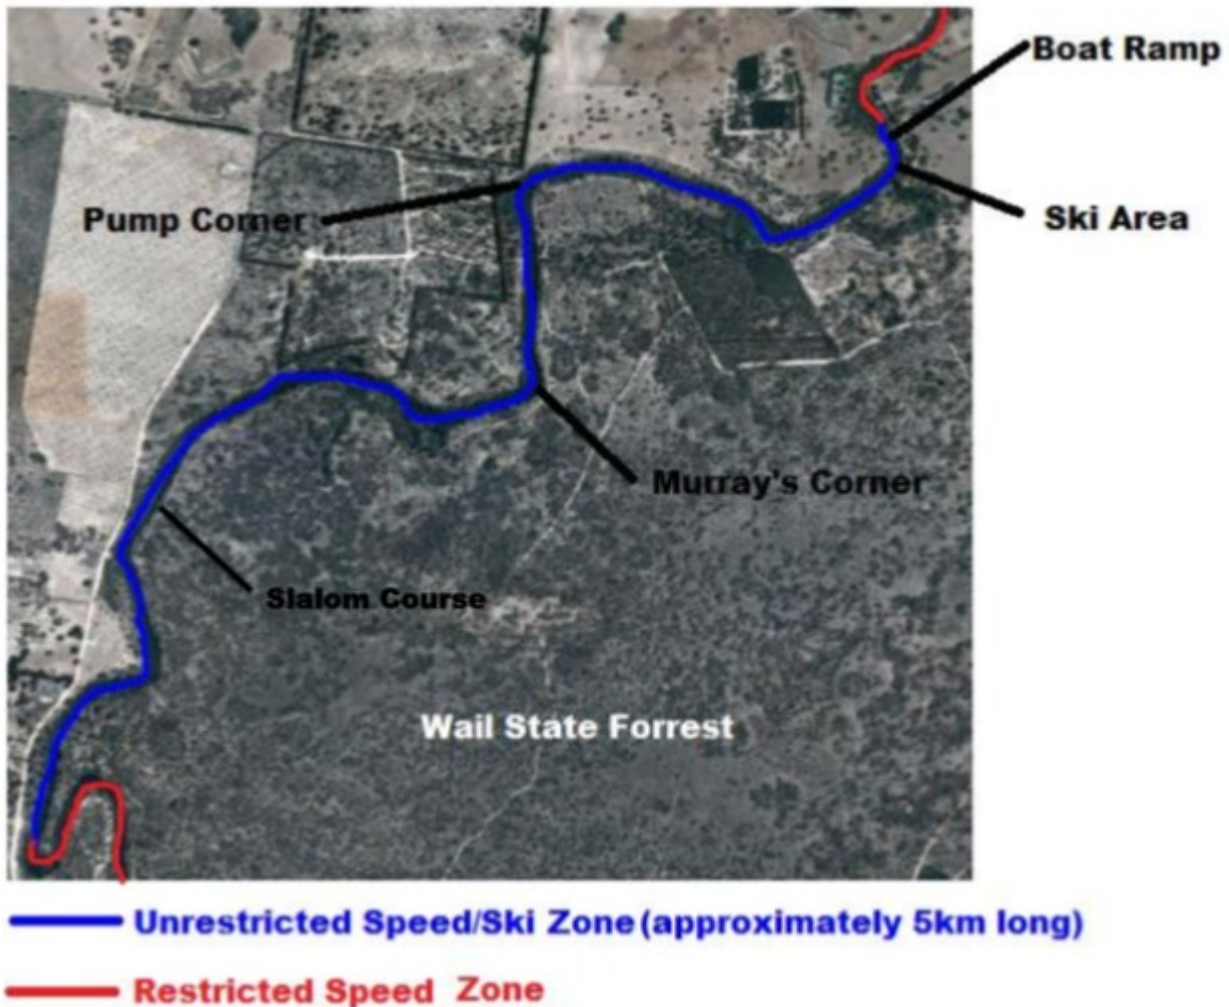 Boat Ramp
Pump Corner
Ski Area
Murray's Corner
Slalom Course
Wail State Forrest
Unrestricted Speed/Ski Zone (approximately 5km long)
Restricted Speed Zone